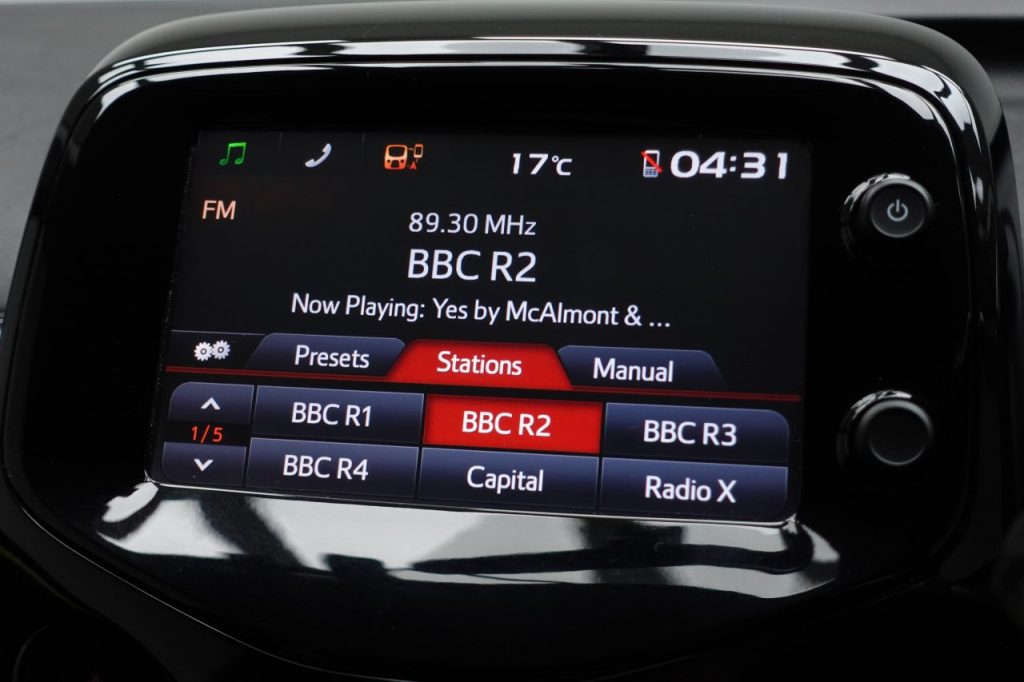 17°C 04:31
FM
89.30 MHz
BBC R2
Now Playing: Yes by McAlmont & ...
Presets Stations Manual
BBC R1 BBC R2 BBC R3
1/5
BBC R4 Capital Radio X